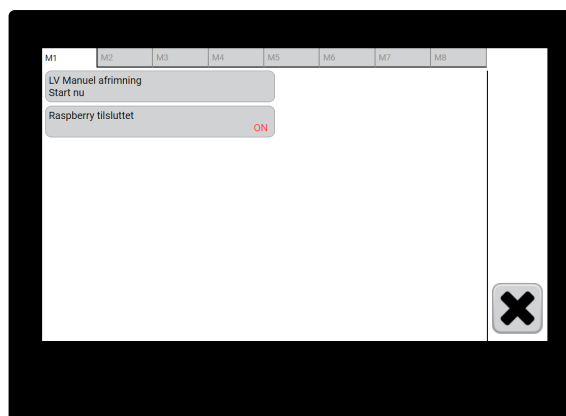 M1 M2 M3 M4 M5 M6 M7 M8
LV Manuel afrimning
Start nu
Raspberry tilsluttet
ON